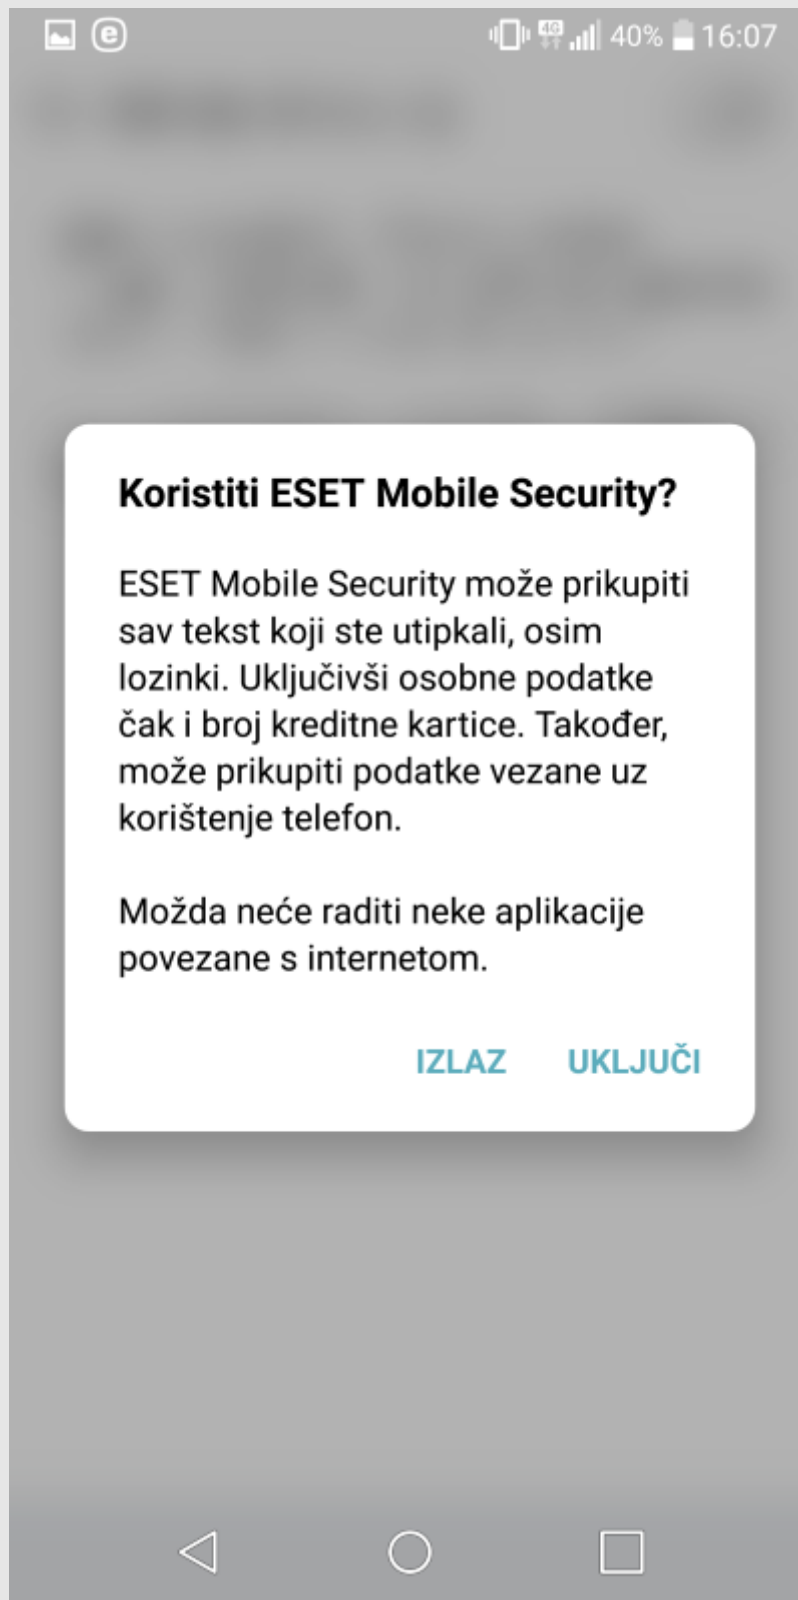 4G 40% 16:07
Koristiti ESET Mobile Security?
ESET Mobile Security može prikupiti
sav tekst koji ste utipkali, osim
lozinki. Uključivši osobne podatke
čak i broj kreditne kartice. Također,
može prikupiti podatke vezane uz
korištenje telefon.
Možda neće raditi neke aplikacije
povezane s internetom.
IZLAZ UKLJUČI